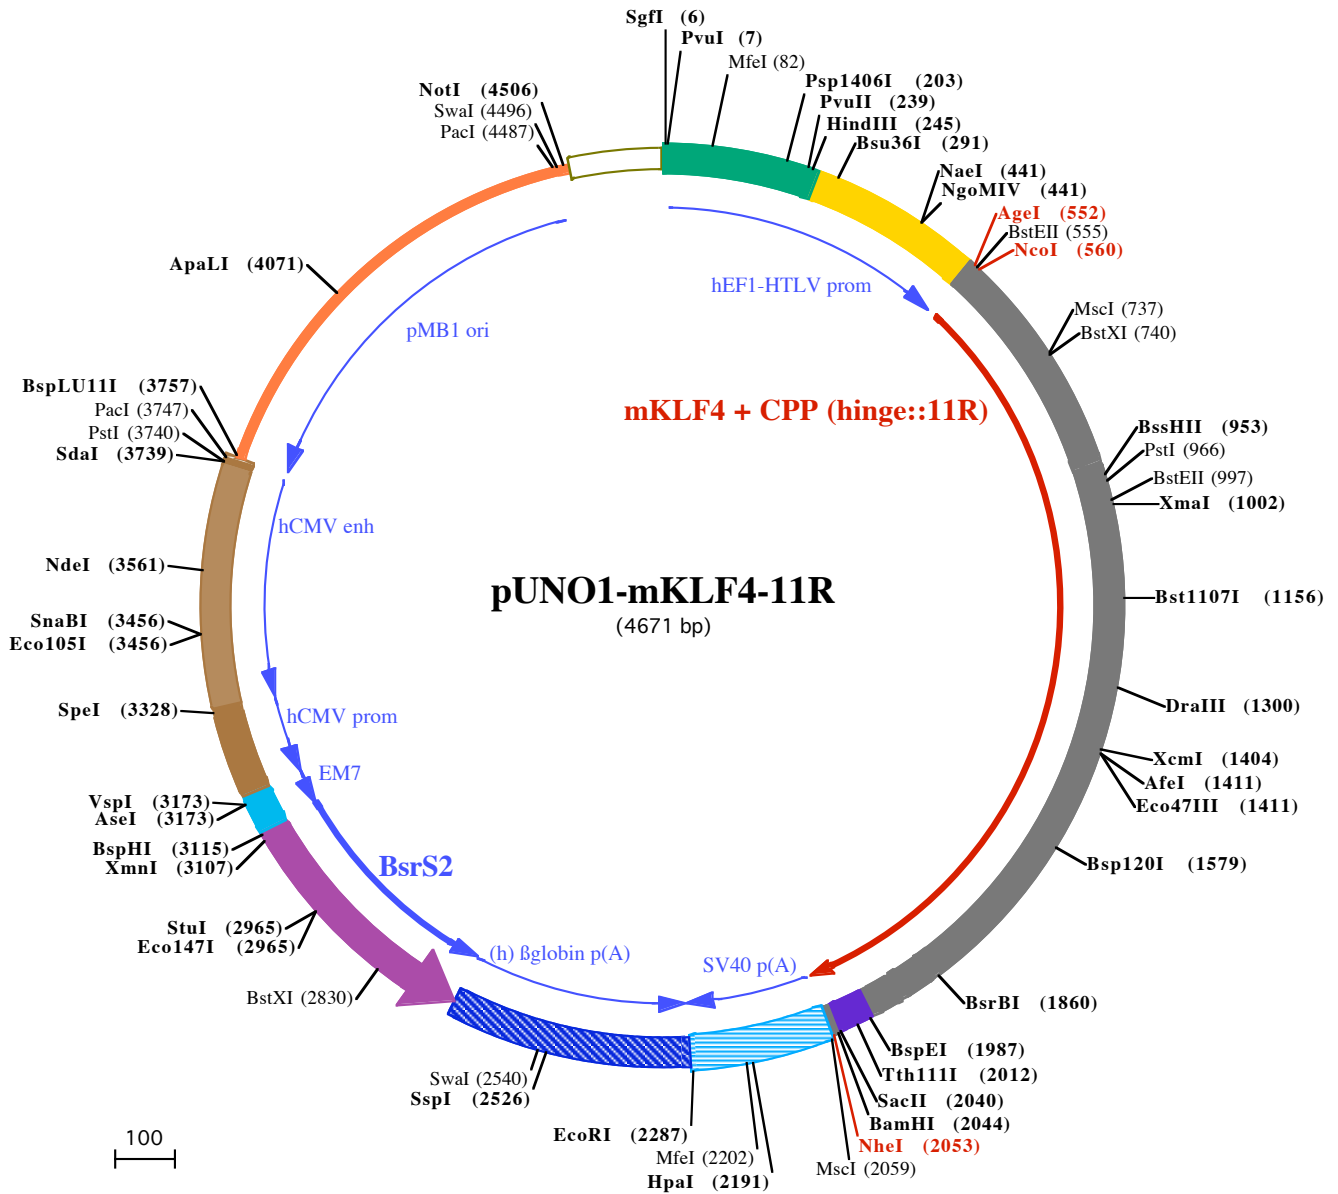 SgfI (6)
PvuI (7)
MfeI (82)
Psp1406I (203)
PvuII (239)
HindIII (245)
Bsu36I (291)
NaeI (441)
NgoMIV (441)
AgeI (552)
BstEII (555)
NcoI (560)
MscI (737)
BstXI (740)
BssHII (953)
PstI (966)
BstEII (997)
XmaI (1002)
Bst1107I (1156)
DraIII (1300)
XcmI (1404)
AfeI (1411)
Eco47III (1411)
Bsp120I (1579)
BsrBI (1860)
BspEI (1987)
Tth111I (2012)
SacII (2040)
BamHI (2044)
NheI (2053)
MscI (2059)
HpaI (2191)
MfeI (2202)
EcoRI (2287)
SspI (2526)
SwaI (2540)
BstXI (2830)
Eco147I (2965)
StuI (2965)
XmnI (3107)
BspHI (3115)
AseI (3173)
VspI (3173)
SpeI (3328)
Eco105I (3456)
SnaBI (3456)
NdeI (3561)
SdaI (3739)
PstI (3740)
PacI (3747)
BspLU11I (3757)
ApaLI (4071)
PacI (4487)
SwaI (4496)
NotI (4506)
hEF1-HTLV prom
pMB1 ori
mKLF4 + CPP (hinge::11R)
hCMV enh
pUNO1-mKLF4-11R
(4671 bp)
hCMV prom
EM7
BsrS2
(h) ßglobin p(A)
SV40 p(A)
100